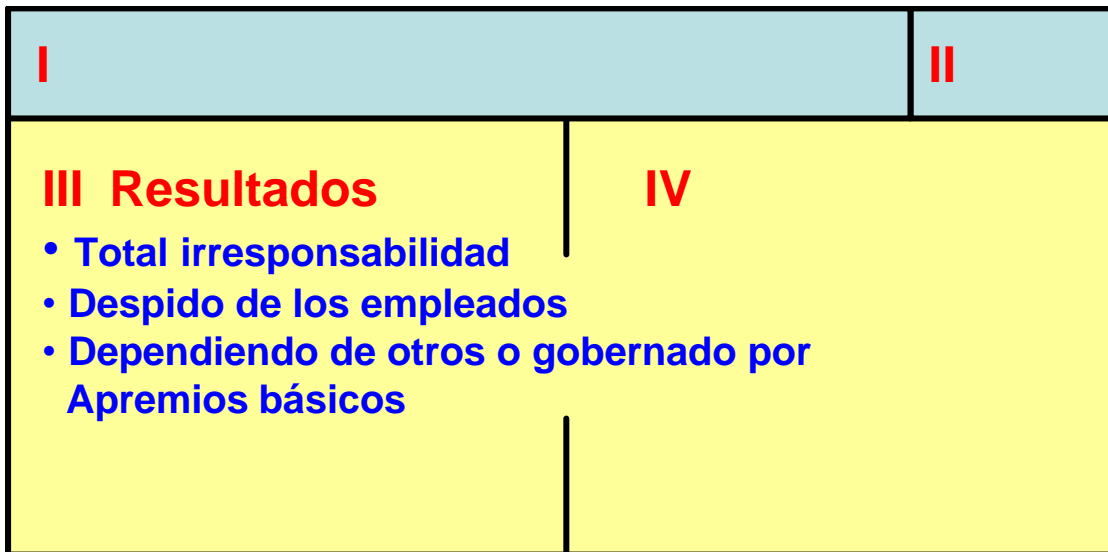 I
II
III Resultados
IV
• Total irresponsabilidad
• Despido de los empleados
• Dependiendo de otros o gobernado por
Apremios básicos